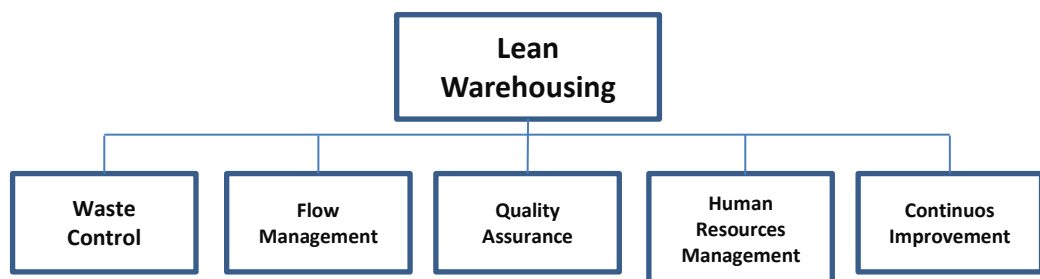 Lean
Warehousing
Waste
Control
Flow
Management
Quality
Assurance
Human
Resources
Management
Continuos
Improvement